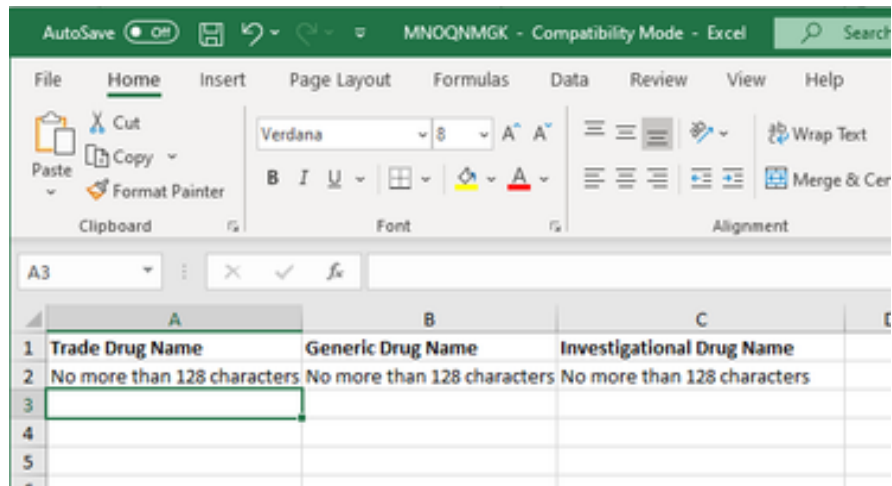 AutoSave Off MNOQNMGK - Compatibility Mode - Excel Search
File Home Insert Page Layout Formulas Data Review View Help
Paste
Cut
Copy
Format Painter
Clipboard
Verdana 8 A^ A˅
B I U A
Font
ab Wrap Text
Merge & Cen
Alignment
A3 fx
A B C D
1 Trade Drug Name Generic Drug Name Investigational Drug Name
2 No more than 128 characters No more than 128 characters No more than 128 characters
3
4
5